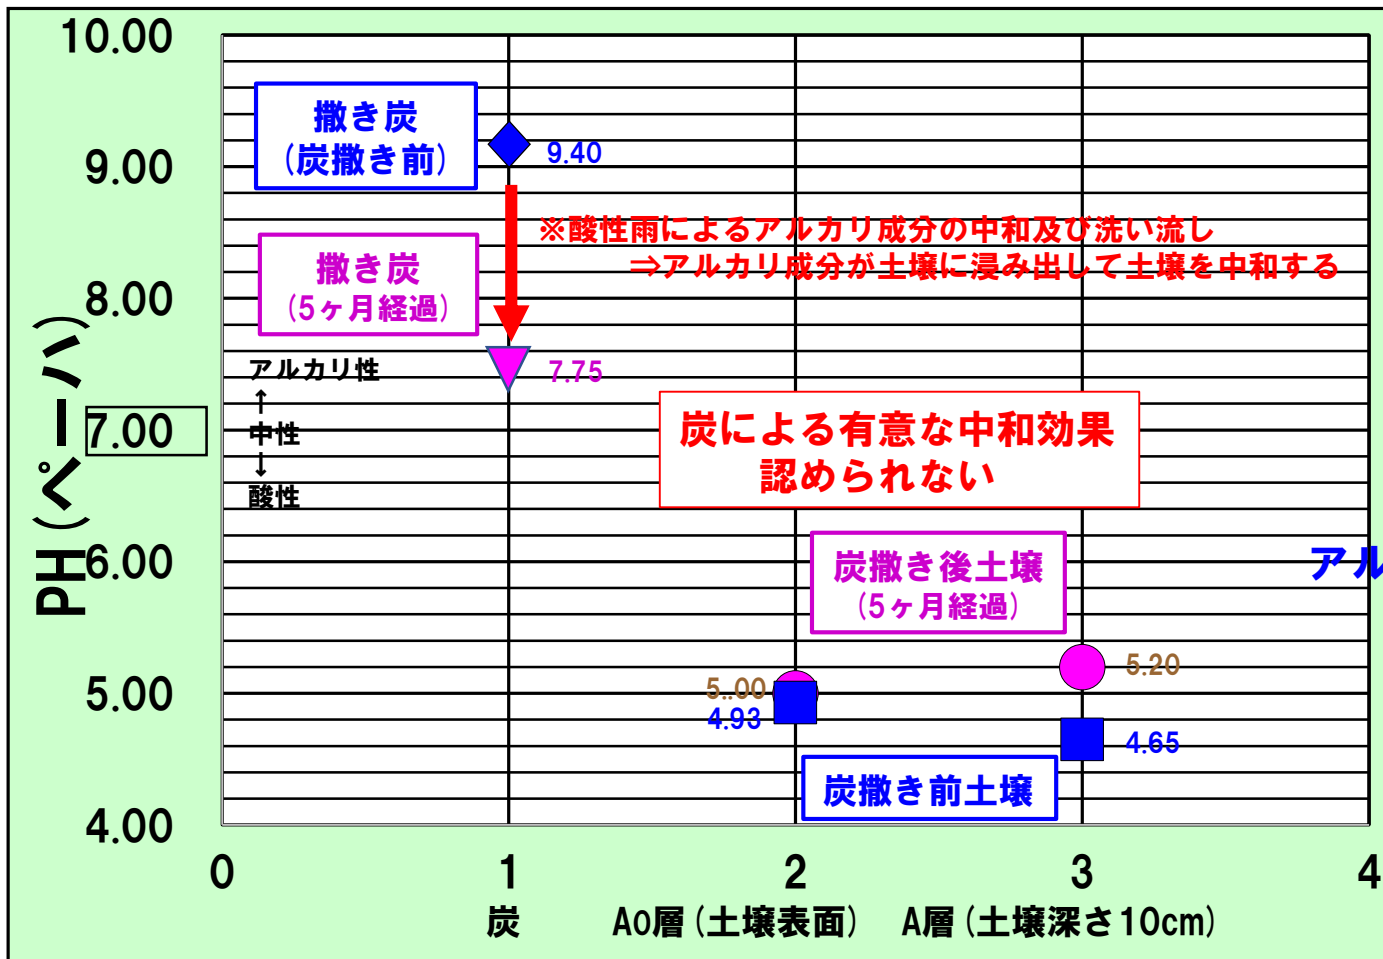 10.00
9.00
8.00
7.00
6.00
5.00
4.00
PH(ペーハー)
撒き炭
(炭撒き前)
9.40
※酸性雨によるアルカリ成分の中和及び洗い流し
⇒アルカリ成分が土壌に浸み出して土壌を中和する
撒き炭
(5ヶ月経過)
7.75
アルカリ性
↑
中性
↓
酸性
炭による有意な中和効果
認められない
炭撒き後土壌
(5ヶ月経過)
アル
5.00
4.93
5.20
4.65
炭撒き前土壌
0 1 2 3 4
炭 A0層(土壌表面) A層(土壌深さ10cm)